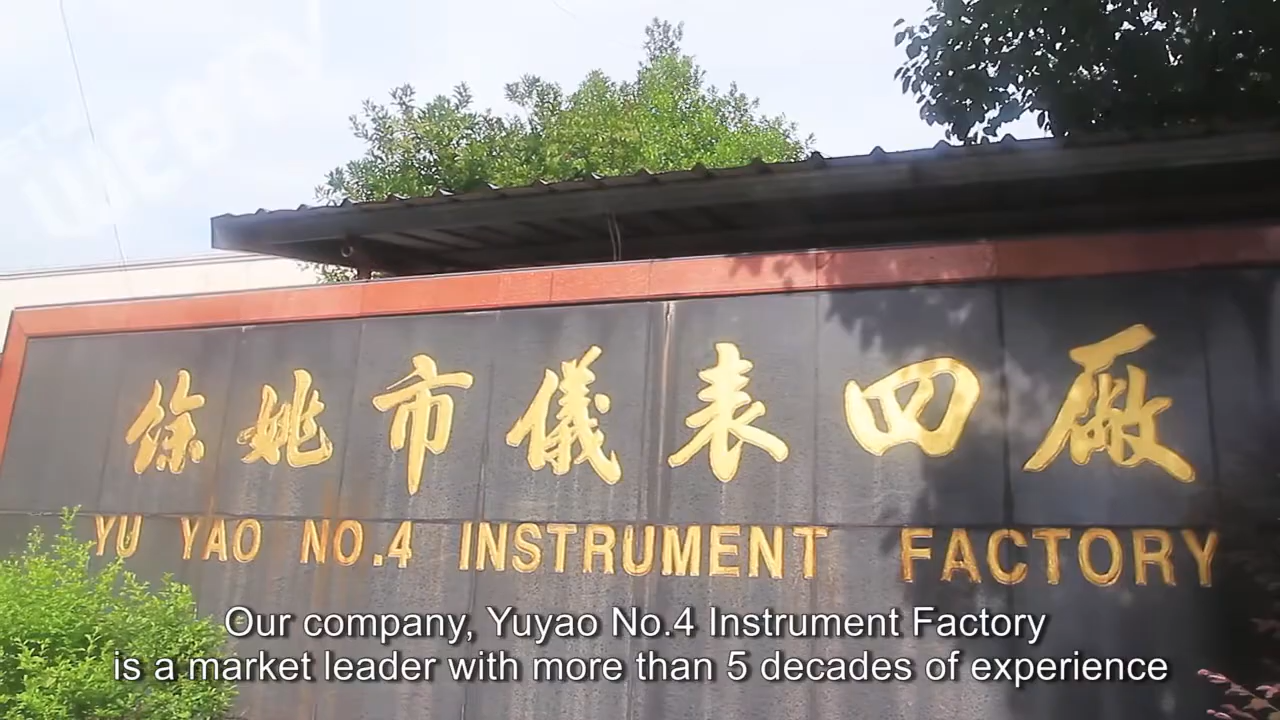 餘姚市儀表四廠
YU YAO NO.4 INSTRUMENT FACTORY
Our company, Yuyao No.4 Instrument Factory
is a market leader with more than 5 decades of experience